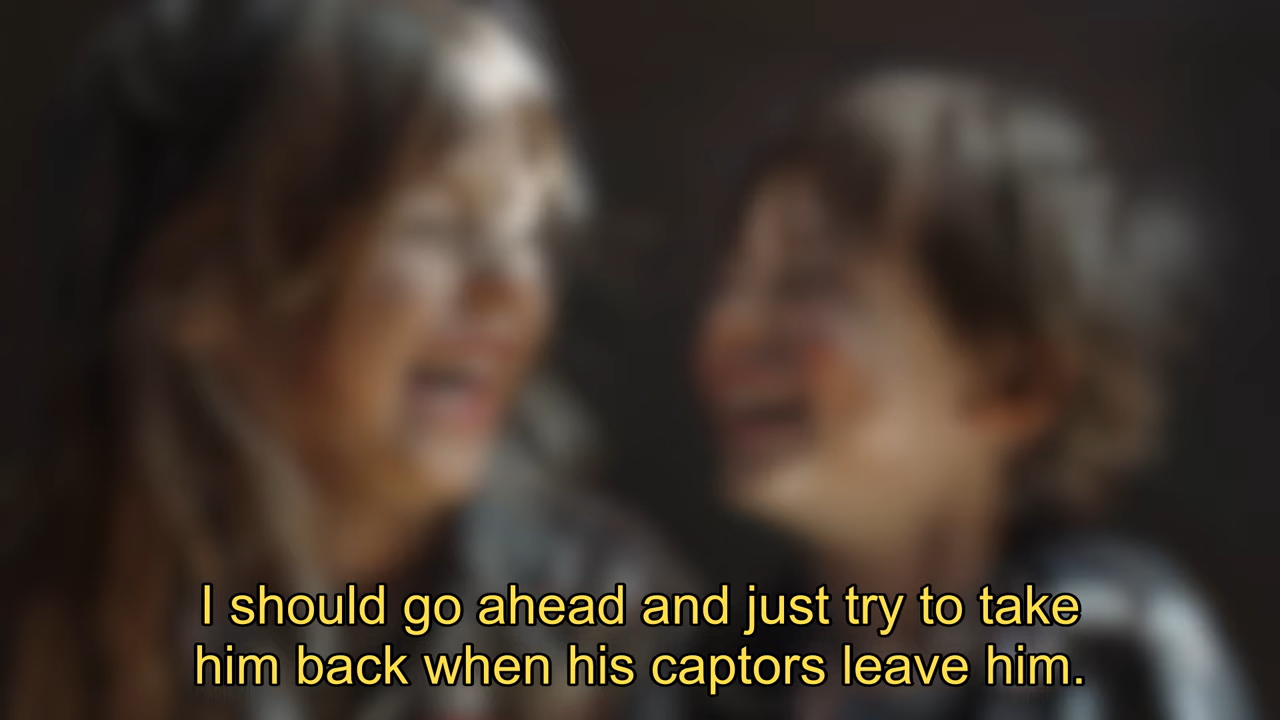 I should go ahead and just try to take
him back when his captors leave him.